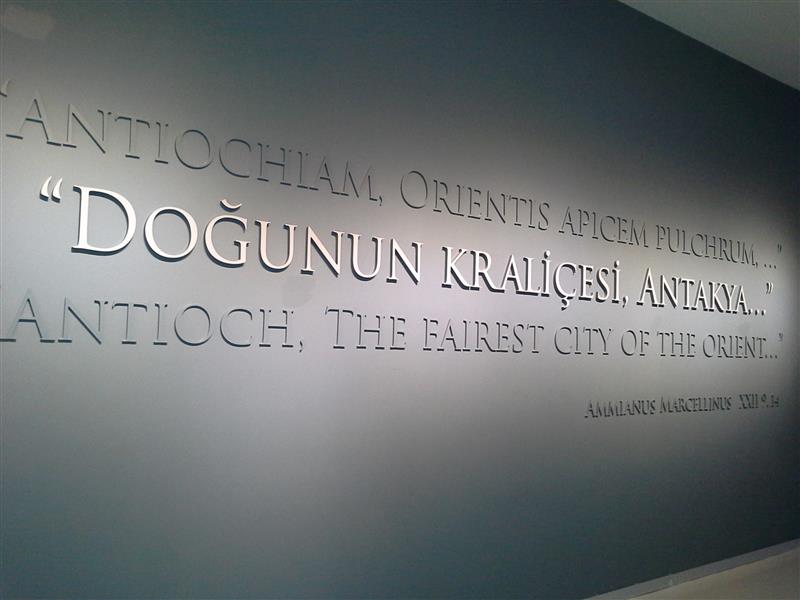 “ANTIOCHIAM, ORIENTIS APICEM PULCHRUM, ...”
“DOĞUNUN KRALİÇESİ, ANTAKYA...”
ANTIOCH, THE FAIREST CITY OF THE ORIENT...”
AMMIANUS MARCELLINUS XXII 9, 14